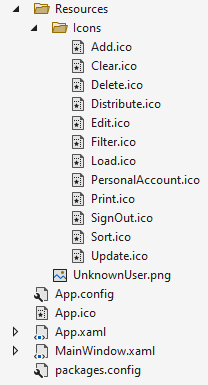 Resources
Icons
Add.ico
Clear.ico
Delete.ico
Distribute.ico
Edit.ico
Filter.ico
Load.ico
PersonalAccount.ico
Print.ico
SignOut.ico
Sort.ico
Update.ico
UnknownUser.png
App.config
App.ico
App.xaml
MainWindow.xaml
packages.config